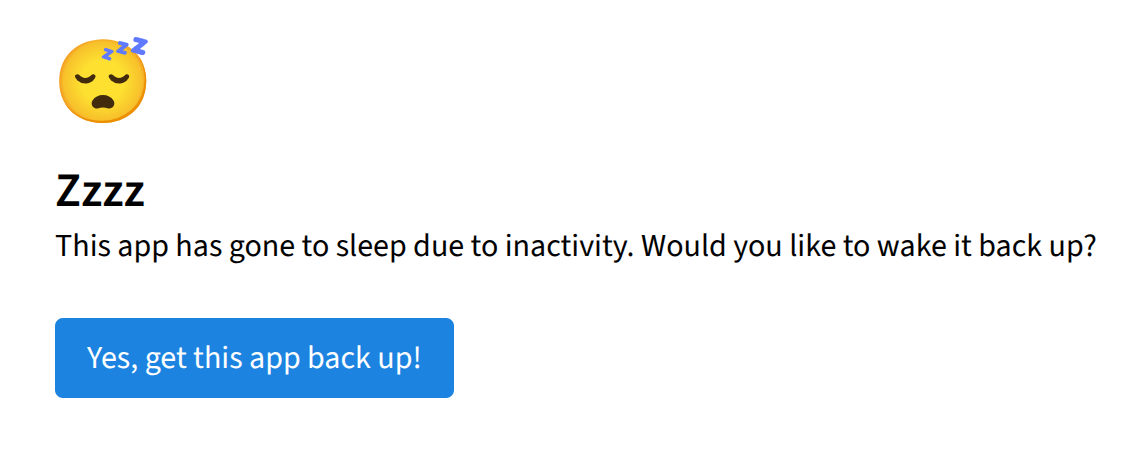 Zzzz
This app has gone to sleep due to inactivity. Would you like to wake it back up?
Yes, get this app back up!